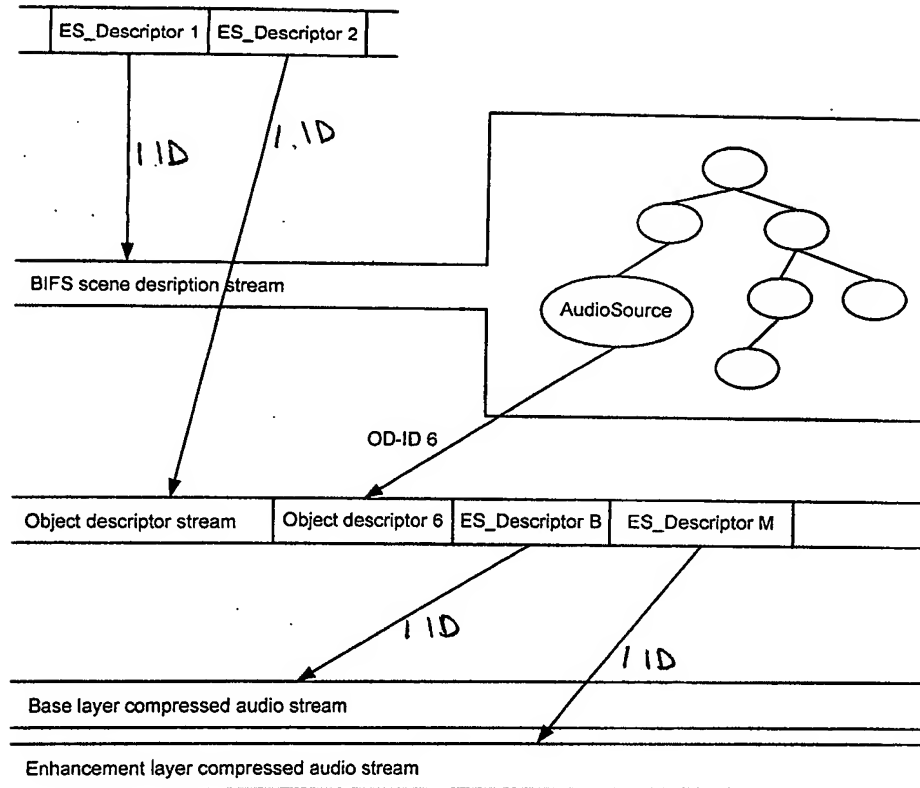 ES_Descriptor 1 ES_Descriptor 2
1.ID
1.ID
BIFS scene desription stream
AudioSource
OD-ID 6
Object descriptor stream Object descriptor 6 ES_Descriptor B ES_Descriptor M
1 ID
1 ID
Base layer compressed audio stream
Enhancement layer compressed audio stream